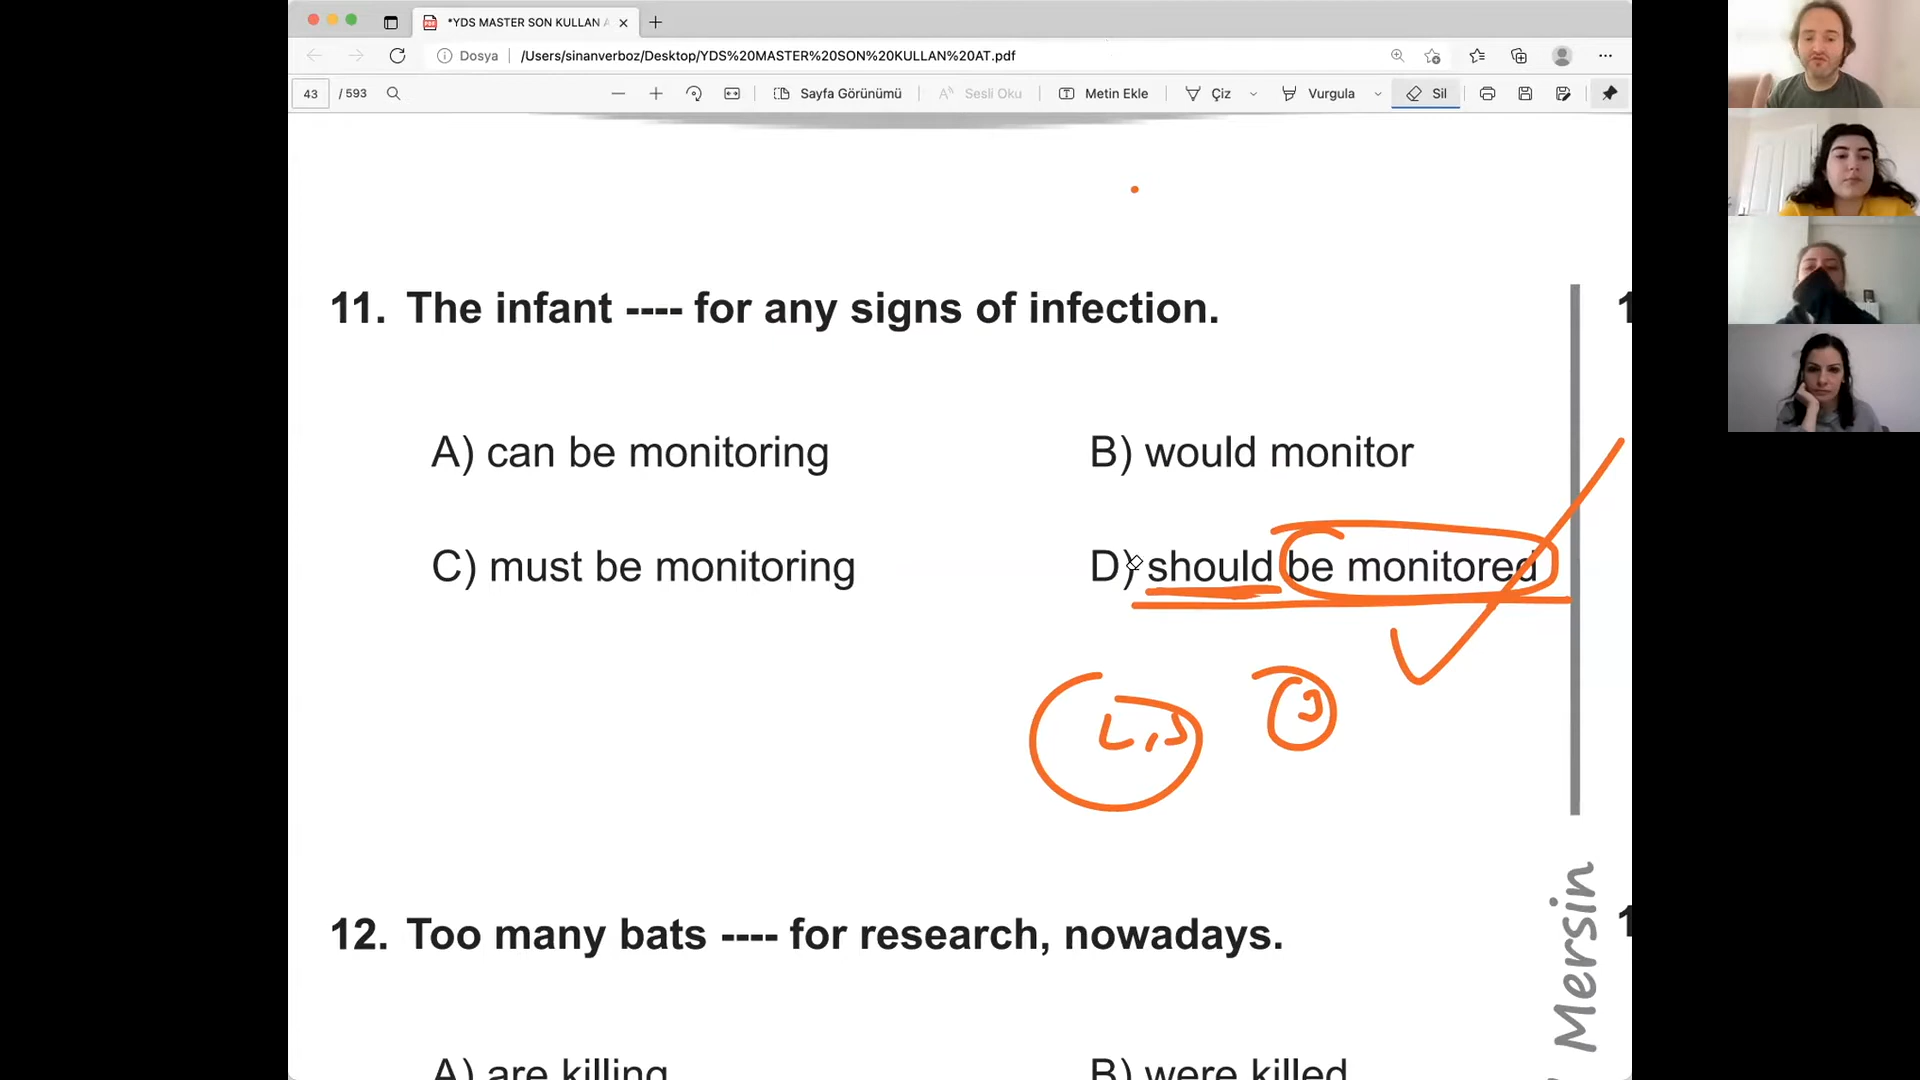 *YDS MASTER SON KULLAN A
Dosya
/Users/sinanverboz/Desktop/YDS%20MASTER%20SON%20KULLAN%20AT.pdf
43 / 593
Sayfa Görünümü
Sesli Oku
Metin Ekle
Çiz
Vurgula
Sil
11. The infant ---- for any signs of infection.
A) can be monitoring
B) would monitor
C) must be monitoring
D) should be monitored
12. Too many bats ---- for research, nowadays.
A) are killing
B) were killed
Mersin